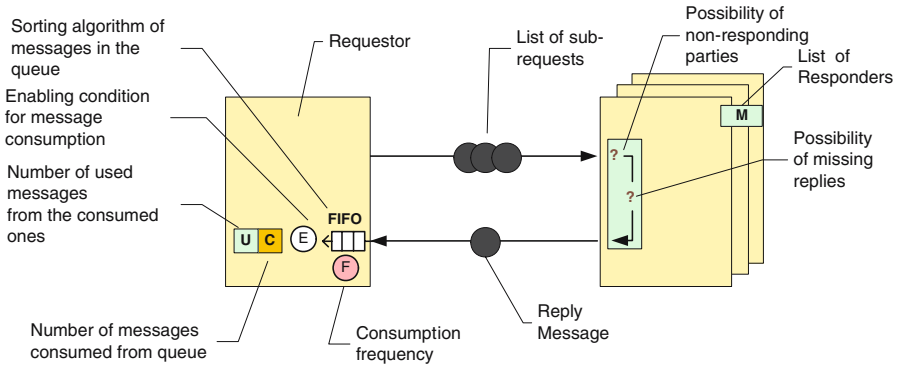 Sorting algorithm of
messages in the
queue
Enabling condition
for message
consumption
Number of used
messages
from the consumed
ones
Number of messages
consumed from queue
Requestor
FIFO
U C
E
F
Consumption
frequency
List of sub-
requests
Reply
Message
Possibility of
non-responding
parties
List of
Responders
M
Possibility
of missing
replies
?
?